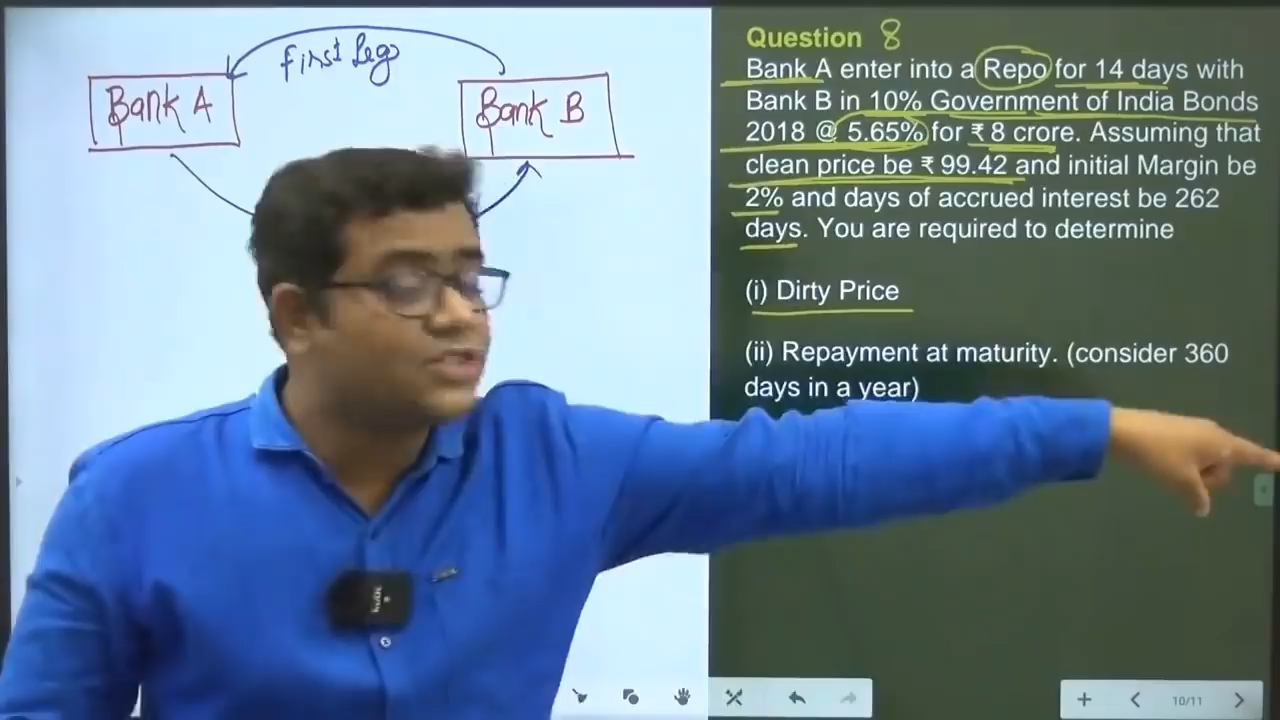 First Leg
Bank A
Bank B
Question 8
Bank A enter into a Repo for 14 days with
Bank B in 10% Government of India Bonds
2018 @ 5.65% for ₹ 8 crore. Assuming that
clean price be ₹ 99.42 and initial Margin be
2% and days of accrued interest be 262
days. You are required to determine
(i) Dirty Price
(ii) Repayment at maturity. (consider 360
days in a year)
10/11